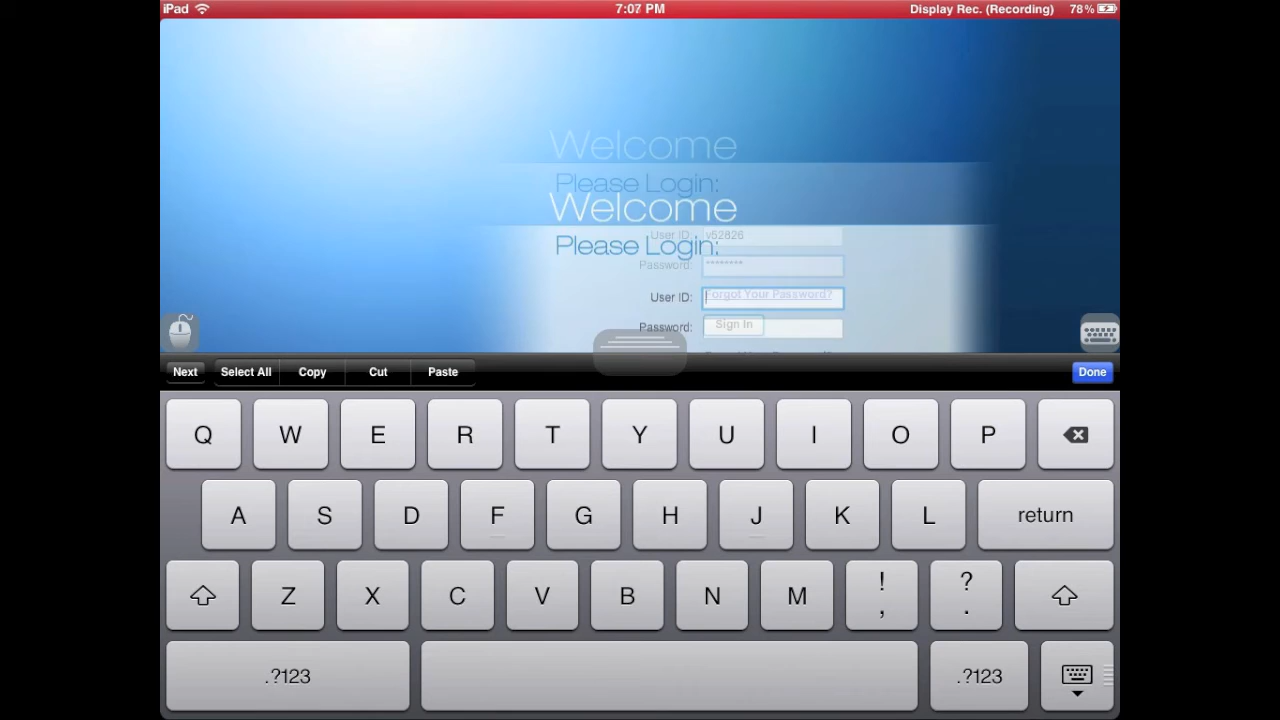 iPad 7:07 PM Display Rec. (Recording) 78%
Welcome
Please Login:
Welcome
User ID: v52826
Please Login:
Password: ********
User ID: Forgot Your Password?
Password: Sign In
Next Select All Copy Cut Paste Done
Q W E R T Y U I O P
A S D F G H J K L return
Z X C V B N M ! , ? .
.?123 .?123